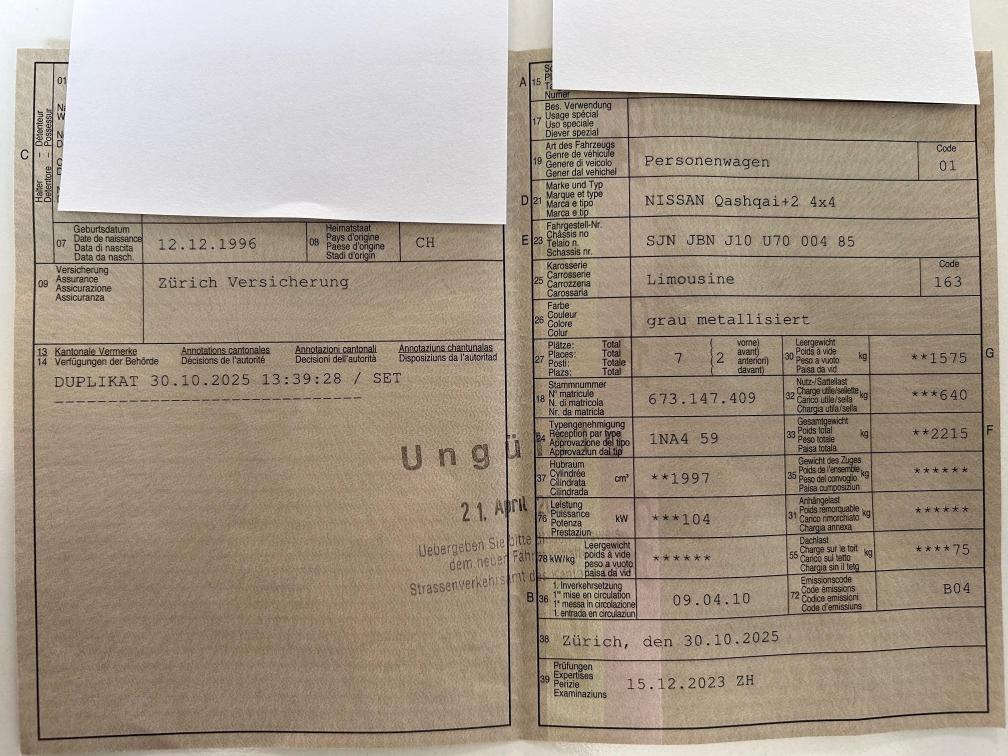 C
Halter – Détenteur
Detentore – Possessur
01
07
Geburtsdatum
Date de naissance
Data di nascita
Data da nasch.
12.12.1996
08
Heimatstaat
Pays d'origine
Paese d'origine
Stadi d'origin
CH
09
Versicherung
Assurance
Assicurazione
Assicuranza
Zürich Versicherung
13 Kantonale Vermerke Annotations cantonales Annotazioni cantonali Annotaziuns chantunalas
14 Verfügungen der Behörde Décisions de l'autorité Decisioni dell'autorità Disposiziuns da l'autoritad
DUPLIKAT 30.10.2025 13:39:28 / SET
Ungü
21. April
Uebergeben Sie bitte
dem neuen Fahr
Strassenverkehrsamt des Kant
A
15
Numer
17
Bes. Verwendung
Usage spécial
Uso speciale
Diever spezial
19
Art des Fahrzeugs
Genre de véhicule
Genere di veicolo
Gener dal vehichel
Personenwagen
Code
01
D
21
Marke und Typ
Marque et type
Marca e tipo
Marca e tip
NISSAN Qashqai+2 4x4
E
23
Fahrgestell-Nr.
Châssis no
Telaio n.
Schassis nr.
SJN JBN J10 U70 004 85
25
Karosserie
Carrosserie
Carrozzeria
Carossaria
Limousine
Code
163
26
Farbe
Couleur
Colore
Colur
grau metallisiert
27
Plätze: Total
Places: Total
Posti: Totale
Plazs: Total
7
2
vorne)
avant)
anteriori)
davant)
30
Leergewicht
Poids à vide
Peso a vuoto
Paisa da vid
kg
**1575
G
18
Stammnummer
N° matricule
N. di matricola
Nr. da matricla
673.147.409
32
Nutz-/Sattellast
Charge utile/sellette
Carico utile/sella
Chargia utila/sella
kg
***640
24
Typengenehmigung
Réception par type
Approvazione del tipo
Approvaziun dal tip
1NA4 59
33
Gesamtgewicht
Poids total
Peso totale
Paisa totala
kg
**2215
F
37
Hubraum
Cylindrée
Cilindrata
Cilindrada
cm³
**1997
35
Gewicht des Zuges
Poids de l'ensemble
Peso del convoglio
Paisa cumposiziun
kg
******
76
Leistung
Puissance
Potenza
Prestaziun
kW
***104
31
Anhängelast
Poids remorquable
Carico rimorchiato
Chargia annexa
kg
******
78 kW/kg
Leergewicht
poids à vide
peso a vuoto
paisa da vid
******
55
Dachlast
Charge sur le toit
Carico sul tetto
Chargia sin il tetg
kg
****75
B
36
1. Inverkehrsetzung
1re mise en circulation
1a messa in circolazione
1. entrada en circulaziun
09.04.10
72
Emissionscode
Code émissions
Codice emissioni
Code d'emissiuns
B04
38
Zürich, den 30.10.2025
39
Prüfungen
Expertises
Perizie
Examinaziuns
15.12.2023 ZH